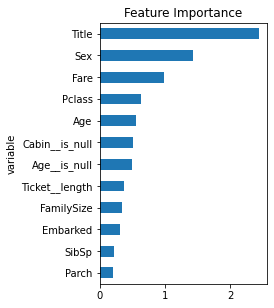 Feature Importance
Title
Sex
Fare
Pclass
Age
Cabin__is_null
Age__is_null
Ticket__length
FamilySize
Embarked
SibSp
Parch
variable
0 1 2